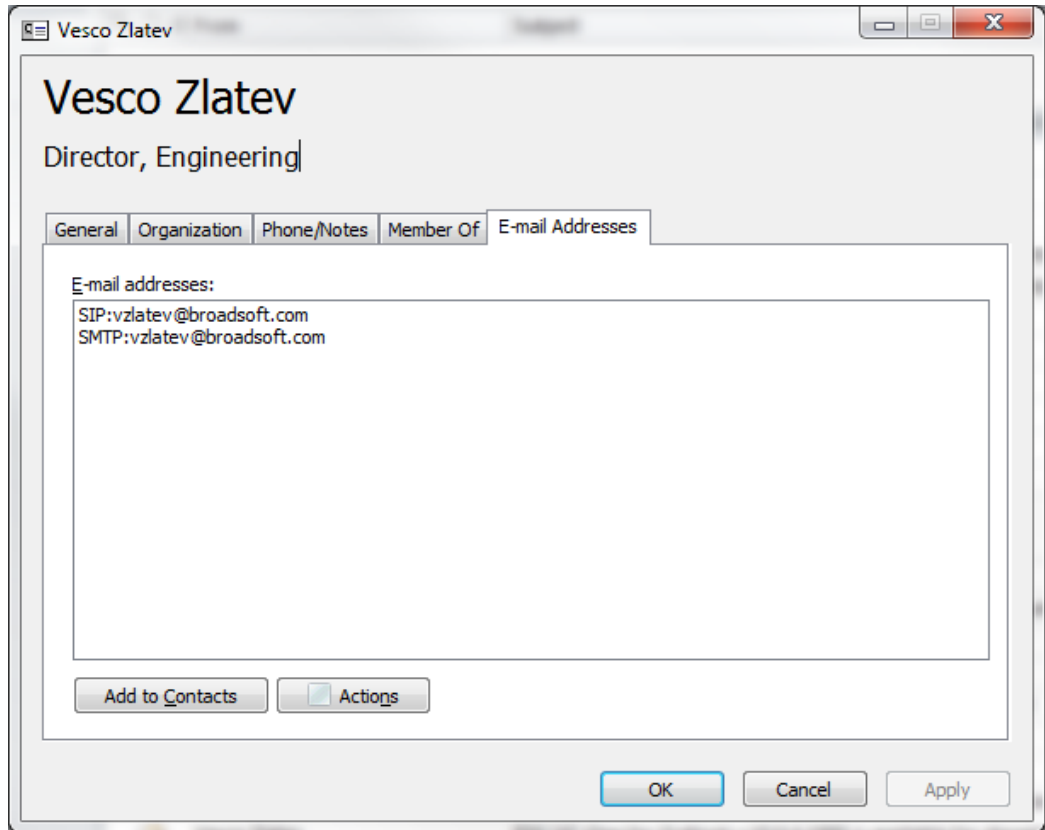 Vesco Zlatev
Vesco Zlatev
Director, Engineering
General Organization Phone/Notes Member Of E-mail Addresses
E-mail addresses:
SIP:vzlatev@broadsoft.com
SMTP:vzlatev@broadsoft.com
Add to Contacts Actions
OK Cancel Apply